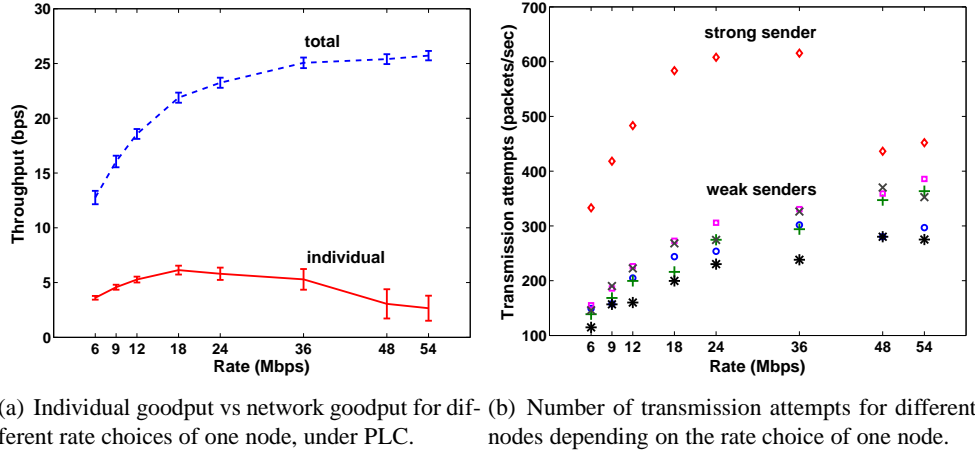 30
25
20
15
10
5
0
Throughput (bps)
total
individual
6 9 12 18 24 36 48 54
Rate (Mbps)
700
600
500
400
300
200
100
Transmission attempts (packets/sec)
strong sender
weak senders
6 9 12 18 24 36 48 54
Rate (Mbps)
(a) Individual goodput vs network goodput for dif-
ferent rate choices of one node, under PLC.
(b) Number of transmission attempts for different
nodes depending on the rate choice of one node.